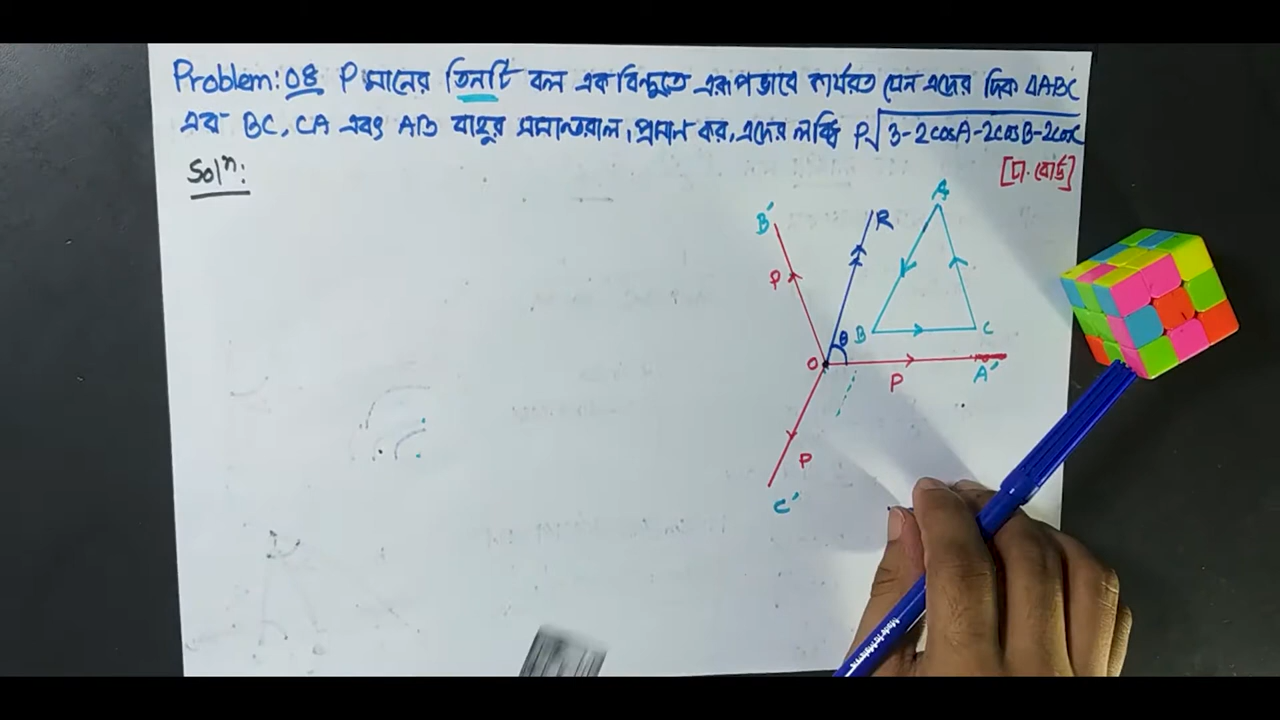 Problem: 04 P মানের তিনটি বল এক বিন্দুতে এরূপভাবে কার্যরত যেন এদের দিক ΔABC
এর BC, CA এবং AB বাহুর সমান্তরাল, প্রমাণ কর, এদের লব্ধি P√3-2cosA-2cosB-2cosC
Solⁿ:
[ঢা. বোর্ড]
A
B′
R
P
B
C
θ
O
P
A′
P
C′